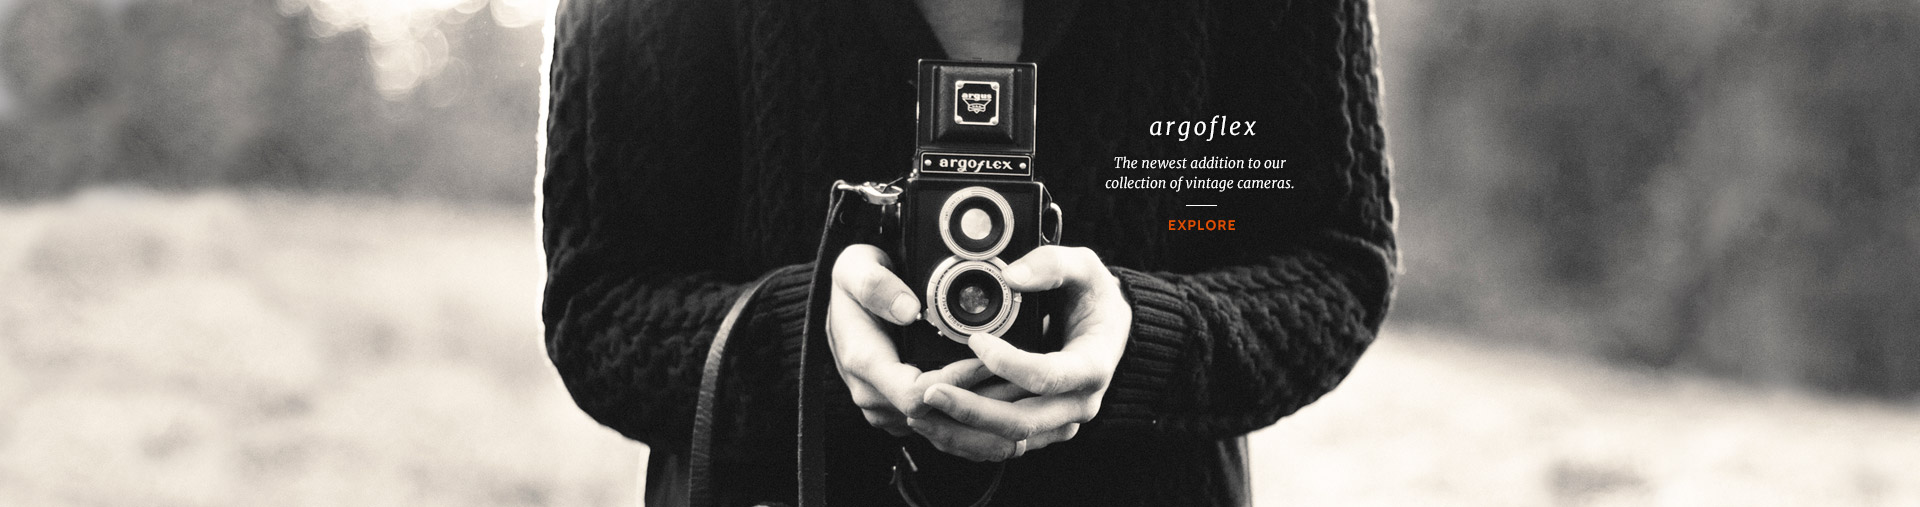 argus
argoflex
argoflex
The newest addition to our
collection of vintage cameras.
EXPLORE